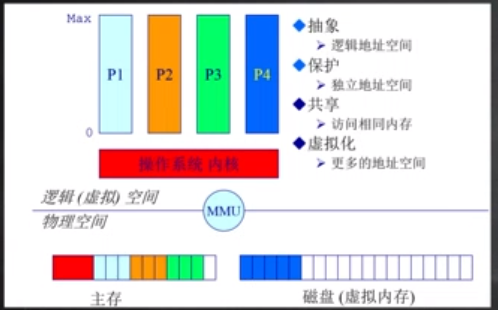 Max
P1
P2
P3
P4
0
操作系统 内核
抽象
逻辑地址空间
保护
独立地址空间
共享
访问相同内存
虚拟化
更多的地址空间
逻辑 (虚拟) 空间
MMU
物理空间
主存
磁盘 (虚拟内存)